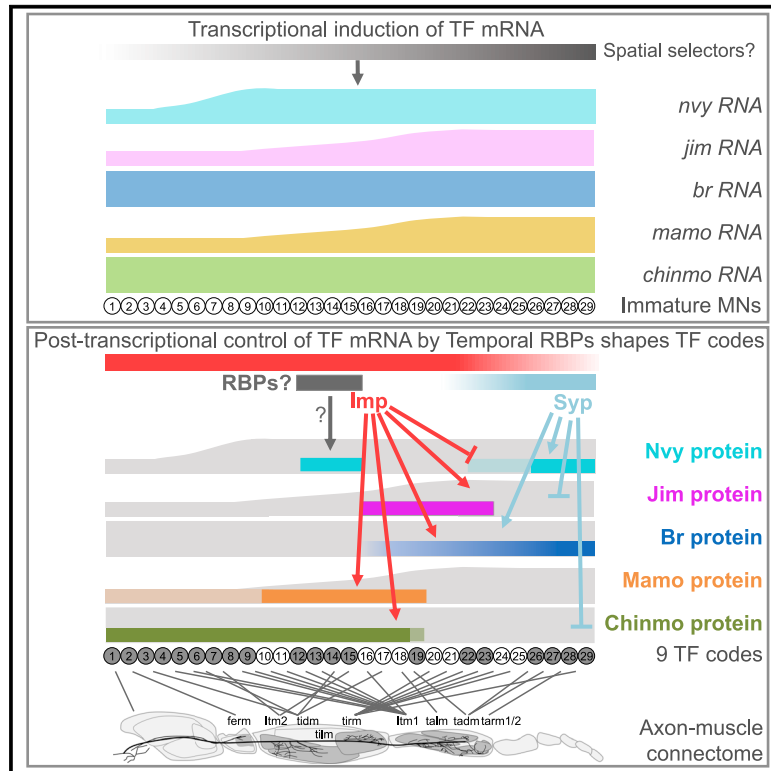 Transcriptional induction of TF mRNA
Spatial selectors?
nvy RNA
jim RNA
br RNA
mamo RNA
chinmo RNA
1 2 3 4 5 6 7 8 9 10 11 12 13 14 15 16 17 18 19 20 21 22 23 24 25 26 27 28 29 Immature MNs
Post-transcriptional control of TF mRNA by Temporal RBPs shapes TF codes
RBPs?
? Imp Syp
Nvy protein
Jim protein
Br protein
Mamo protein
Chinmo protein
1 2 3 4 5 6 7 8 9 10 11 12 13 14 15 16 17 18 19 20 21 22 23 24 25 26 27 28 29 9 TF codes
ferm ltm2 tidm tirm ltm1 talm tadm tarm1/2
tilm
Axon-muscle
connectome